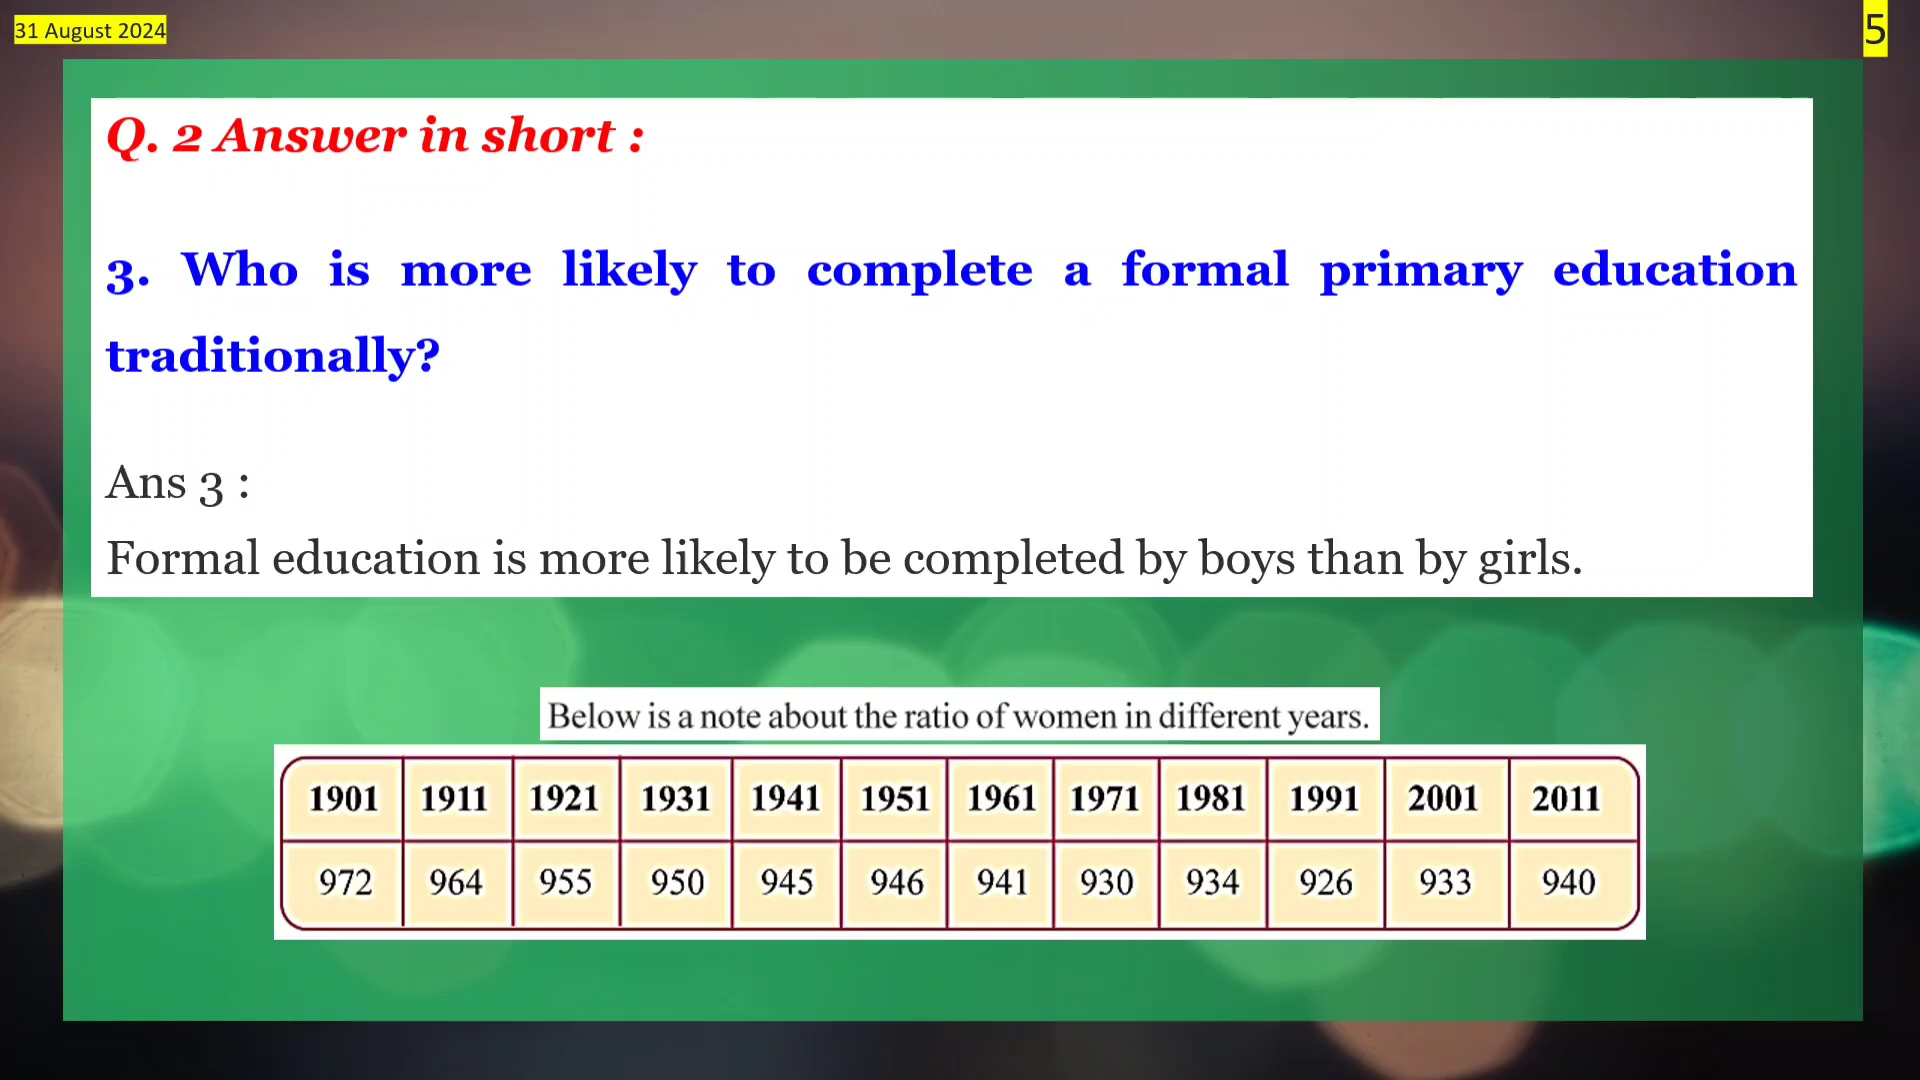 31 August 2024
5
Q. 2 Answer in short :
3. Who is more likely to complete a formal primary education
traditionally?
Ans 3 :
Formal education is more likely to be completed by boys than by girls.
Below is a note about the ratio of women in different years.
1901 1911 1921 1931 1941 1951 1961 1971 1981 1991 2001 2011
972 964 955 950 945 946 941 930 934 926 933 940